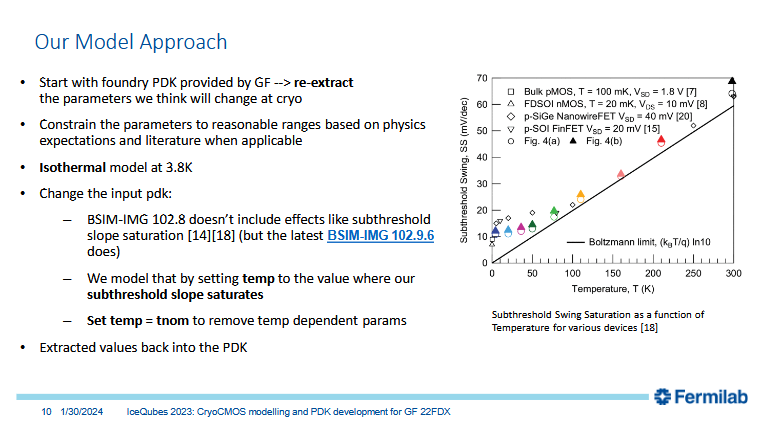 Our Model Approach
• Start with foundry PDK provided by GF --> re-extract
the parameters we think will change at cryo
• Constrain the parameters to reasonable ranges based on physics
expectations and literature when applicable
• Isothermal model at 3.8K
• Change the input pdk:
– BSIM-IMG 102.8 doesn't include effects like subthreshold
slope saturation [14][18] (but the latest BSIM-IMG 102.9.6
does)
– We model that by setting temp to the value where our
subthreshold slope saturates
– Set temp = tnom to remove temp dependent params
• Extracted values back into the PDK
Subthreshold Swing, SS (mV/dec)
70
60
50
40
30
20
10
0
□ Bulk pMOS, T = 100 mK, VSD = 1.8 V [7]
△ FDSOI nMOS, T = 20 mK, VDS = 10 mV [8]
◇ p-SiGe NanowireFET VSD = 40 mV [20]
▽ p-SOI FinFET VSD = 20 mV [15]
○ Fig. 4(a) ▲ Fig. 4(b)
Boltzmann limit, (kBT/q) ln10
0 50 100 150 200 250 300
Temperature, T (K)
Subthreshold Swing Saturation as a function of
Temperature for various devices [18]
10 1/30/2024 IceQubes 2023: CryoCMOS modelling and PDK development for GF 22FDX
Fermilab